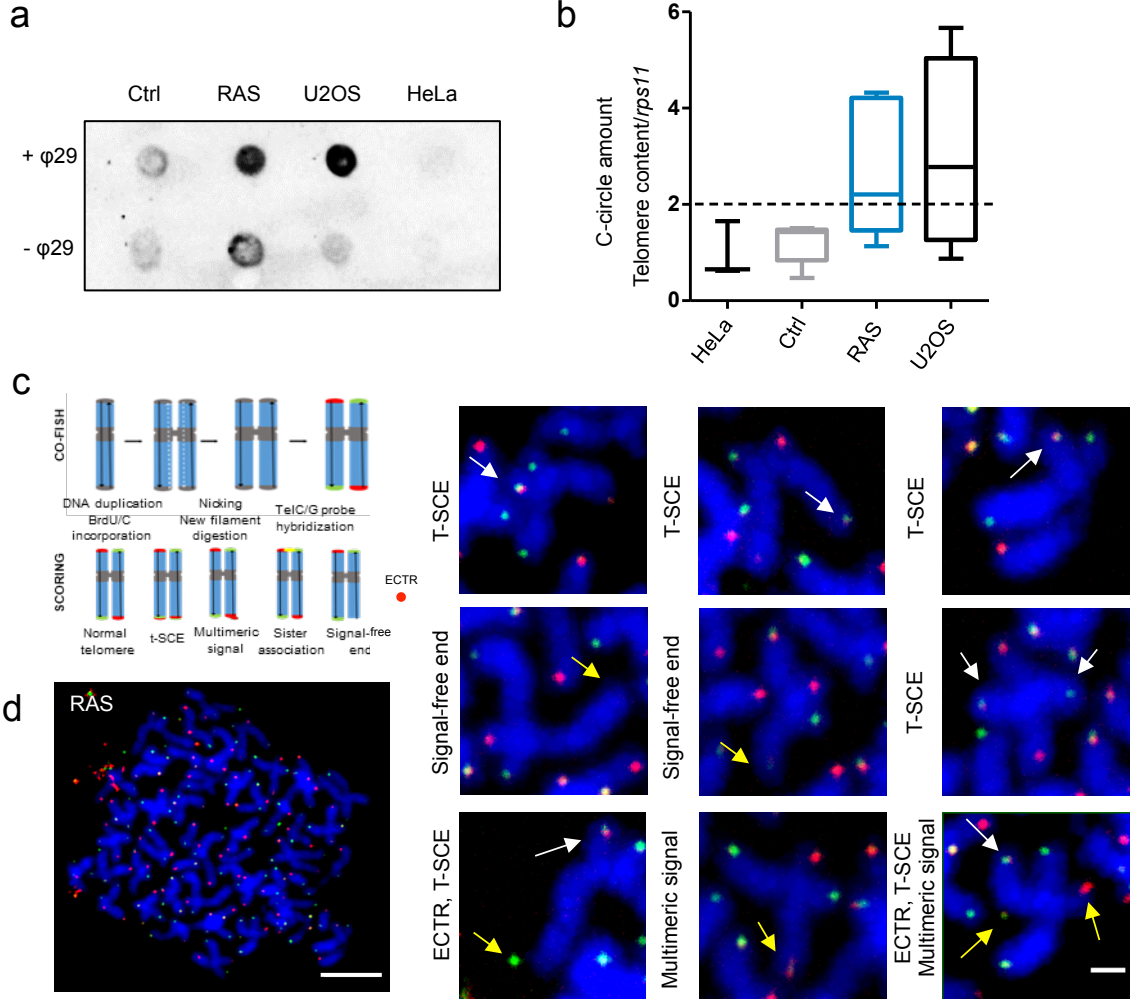 a
Ctrl RAS U2OS HeLa
+ φ29
- φ29
b
C-circle amount
Telomere content/rps11
6
4
2
0
HeLa
Ctrl
RAS
U2OS
c
CO-FISH
DNA duplication
BrdU/C
incorporation
Nicking
New filament
digestion
TelC/G probe
hybridization
SCORING
ECTR
Normal
telomere
t-SCE
Multimeric
signal
Sister
association
Signal-free
end
d
RAS
T-SCE
T-SCE
T-SCE
Signal-free end
Signal-free end
T-SCE
ECTR, T-SCE
Multimeric signal
ECTR, T-SCE
Multimeric signal